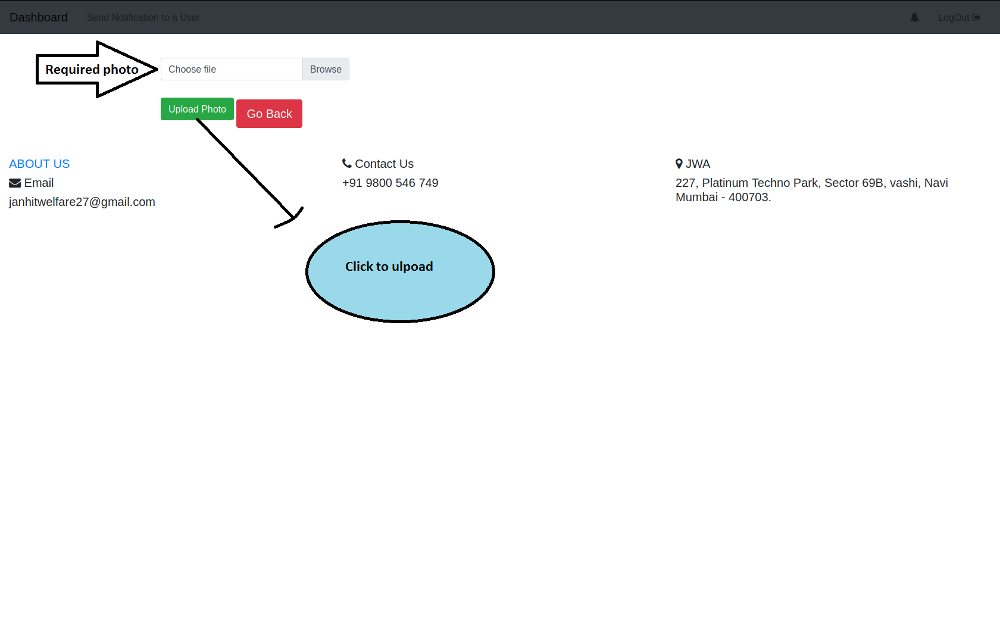 Dashboard Send Notification to a User LogOut
Required photo
Choose file Browse
Upload Photo Go Back
ABOUT US
Email
janhitwelfare27@gmail.com
Contact Us
+91 9800 546 749
JWA
227, Platinum Techno Park, Sector 69B, vashi, Navi
Mumbai - 400703.
Click to ulpoad